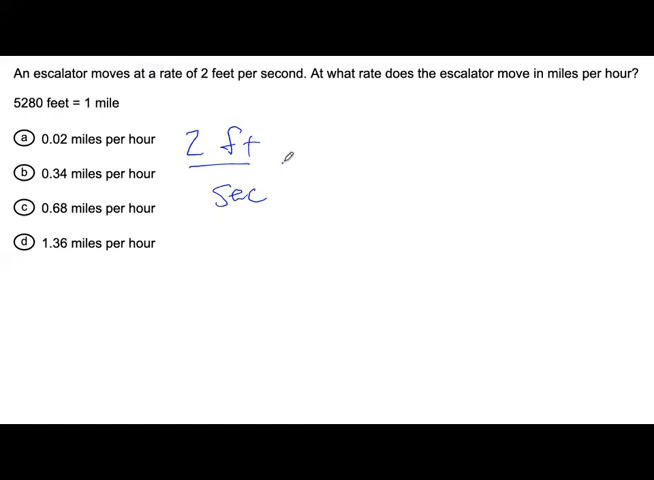 An escalator moves at a rate of 2 feet per second. At what rate does the escalator move in miles per hour?
5280 feet = 1 mile
a 0.02 miles per hour
b 0.34 miles per hour
c 0.68 miles per hour
d 1.36 miles per hour
2 ft
sec